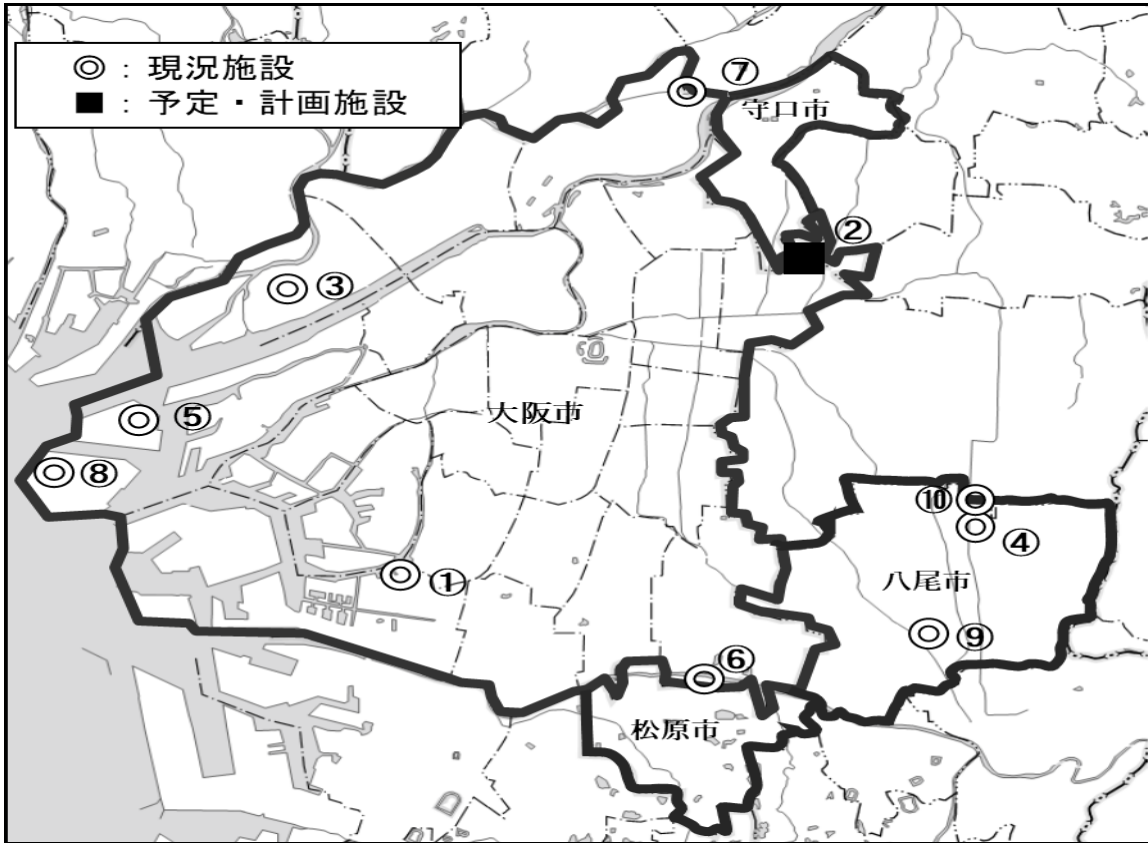 ◎：現況施設
■：予定・計画施設
⑦
守口市
②
③
大阪市
⑤
⑧
⑩
④
①
八尾市
⑨
⑥
松原市